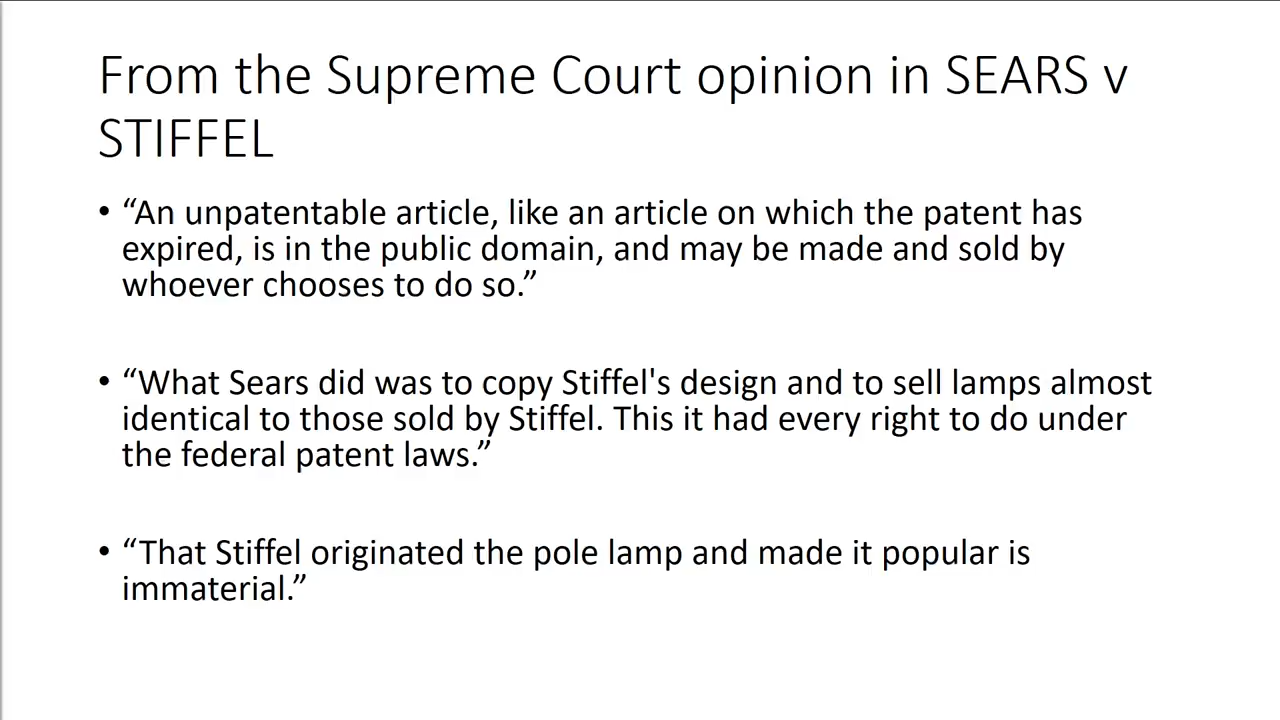 From the Supreme Court opinion in SEARS v
STIFFEL
• “An unpatentable article, like an article on which the patent has
expired, is in the public domain, and may be made and sold by
whoever chooses to do so.”
• “What Sears did was to copy Stiffel's design and to sell lamps almost
identical to those sold by Stiffel. This it had every right to do under
the federal patent laws.”
• “That Stiffel originated the pole lamp and made it popular is
immaterial.”